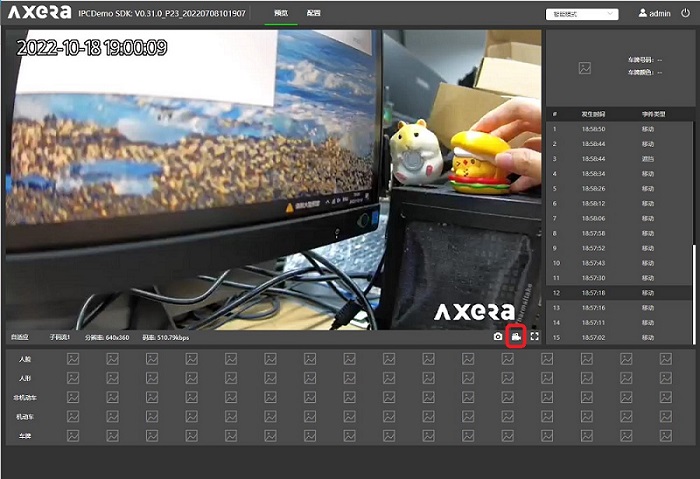 AXERA IPCDemo SDK: V0.31.0_P23_20220708101907 预览 配置 智能模式 admin
2022-10-18 19:00:09
车牌号码: --
车牌颜色: --
# 发生时间 事件类型
1 18:58:50 移动
2 18:58:44 移动
3 18:58:44 遮挡
4 18:58:34 移动
5 18:58:26 移动
6 18:58:12 移动
7 18:58:06 移动
8 18:57:58 移动
9 18:57:52 移动
10 18:57:43 移动
11 18:57:30 移动
12 18:57:18 移动
13 18:57:16 移动
14 18:57:11 移动
15 18:57:02 移动
AXERA
thermaltake
自适应 子码流1 分辨率: 640x360 码率: 510.79kbps
人脸
人形
非机动车
机动车
车牌